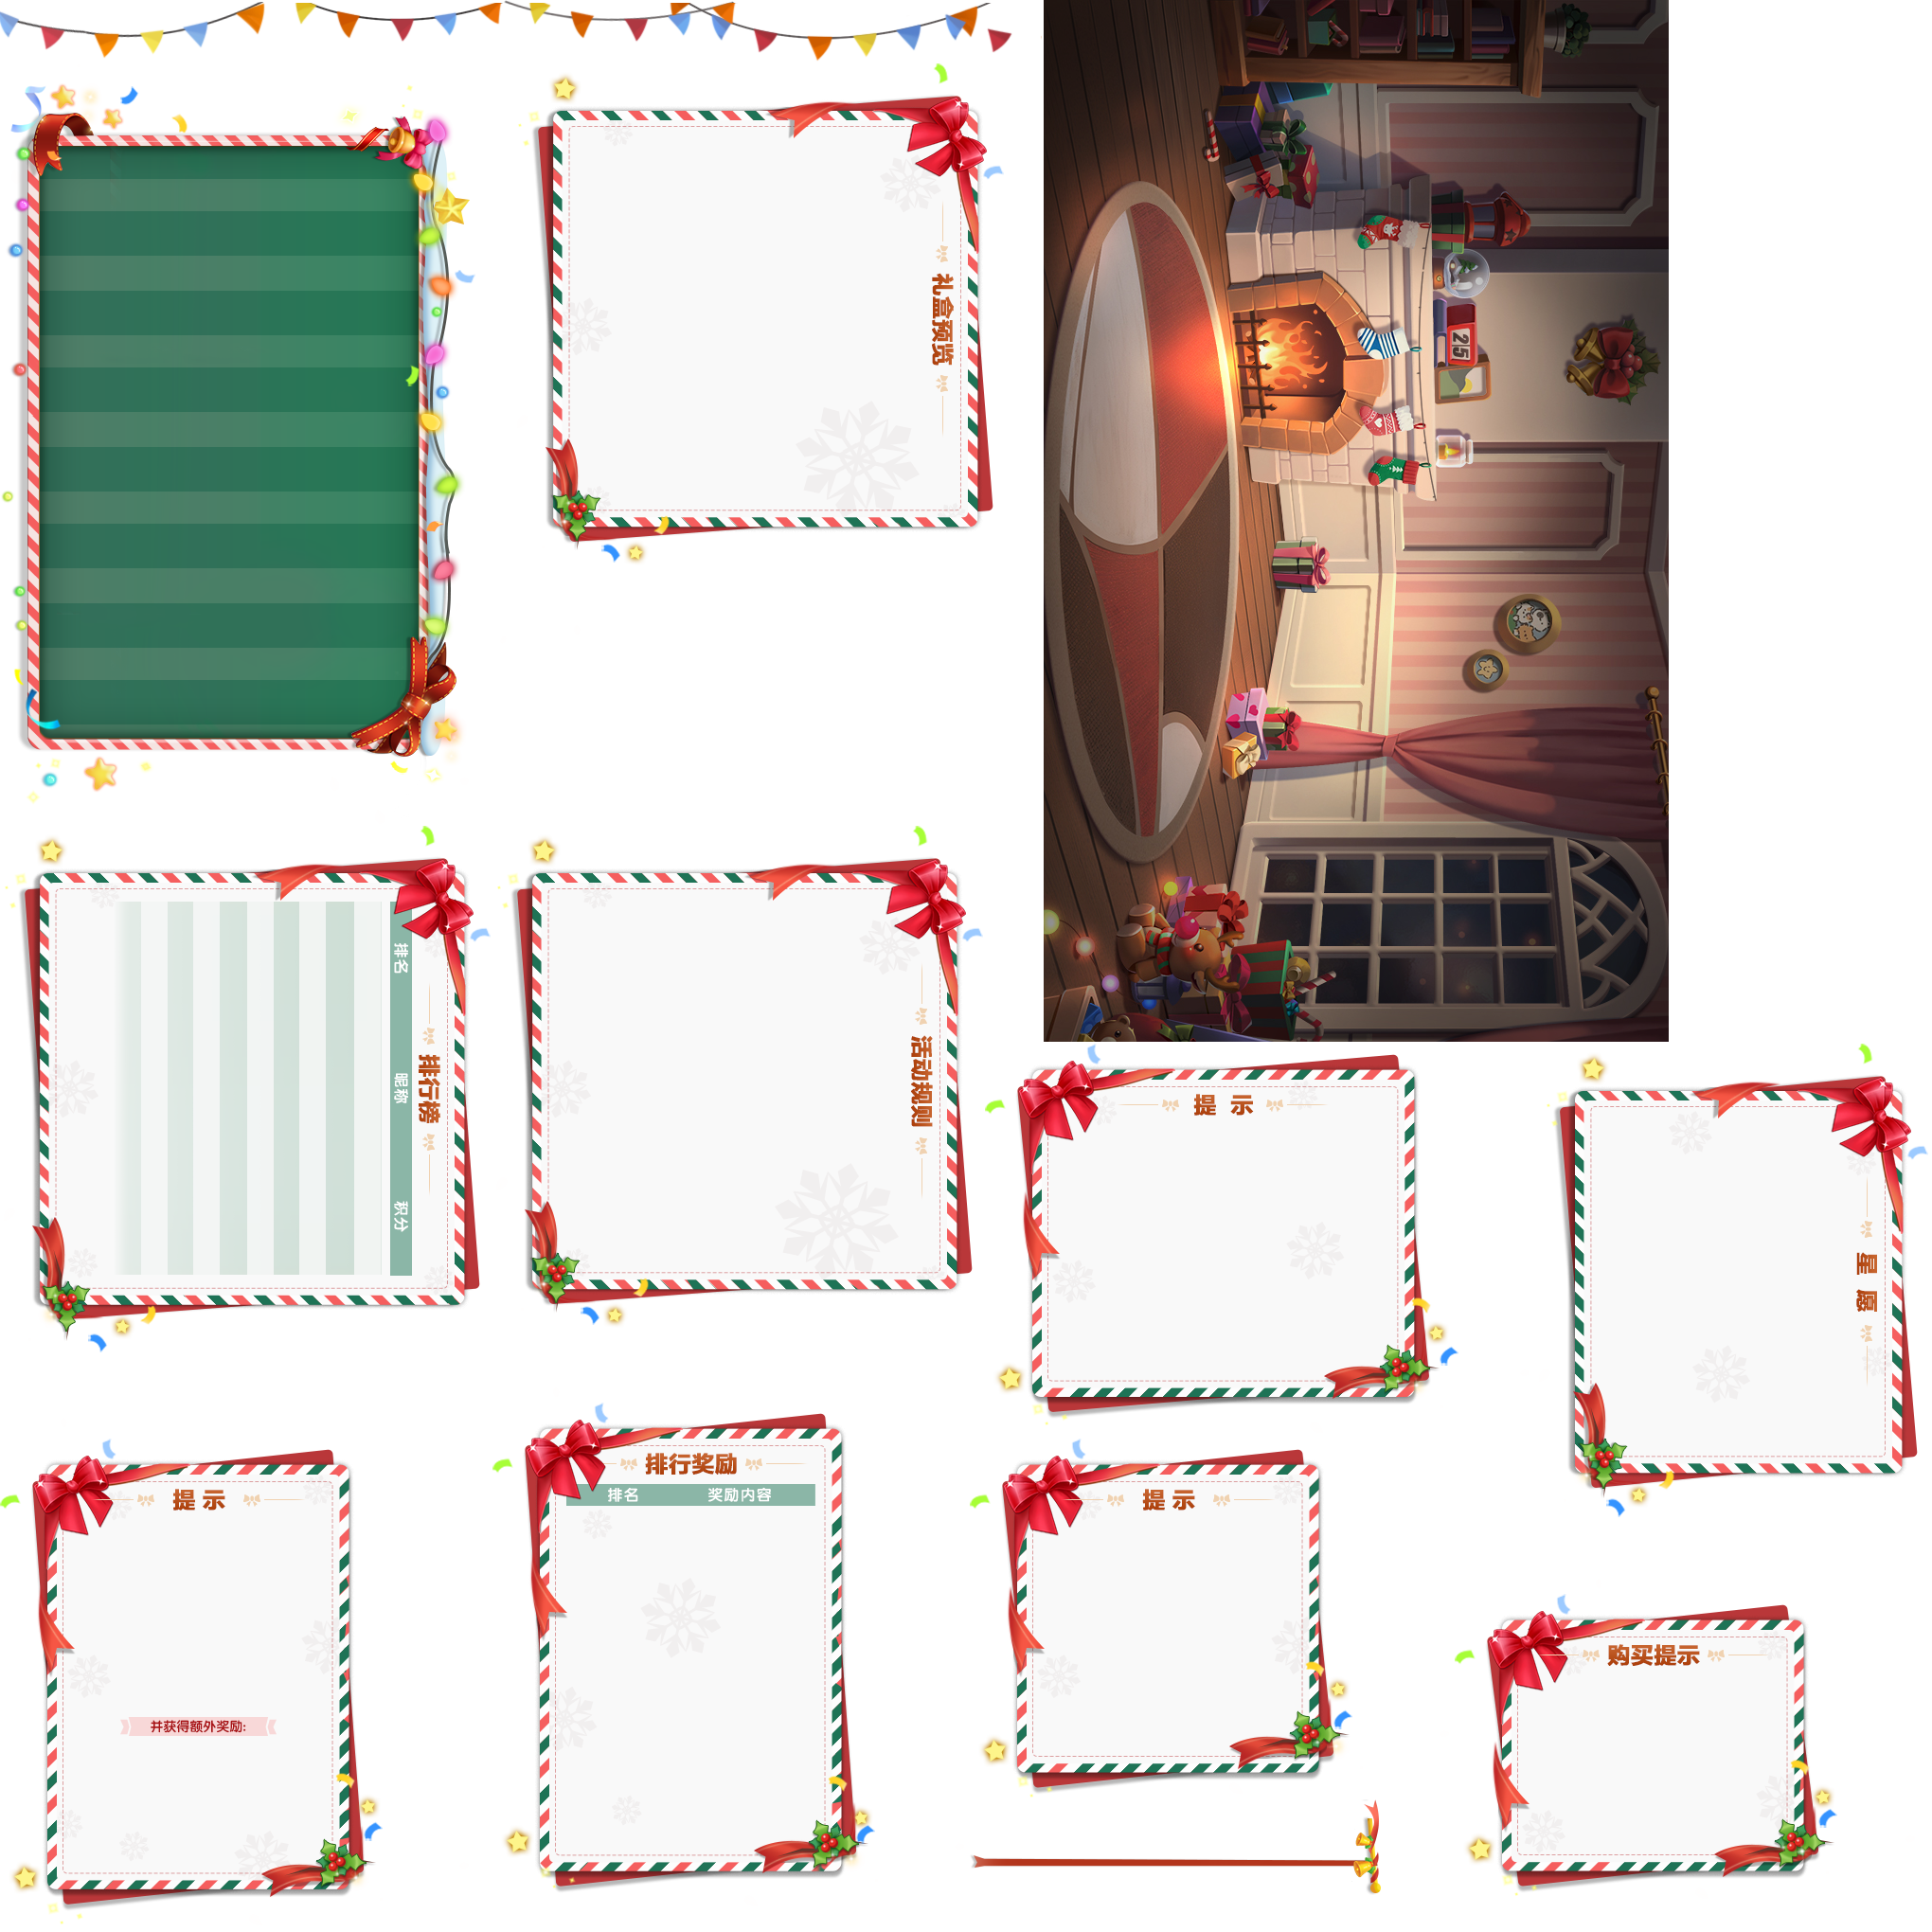 礼盒预览
25
排行榜
排名
昵称
积分
活动规则
提 示
星 愿
提 示
并获得额外奖励:
排行奖励
排名
奖励内容
提 示
购买提示